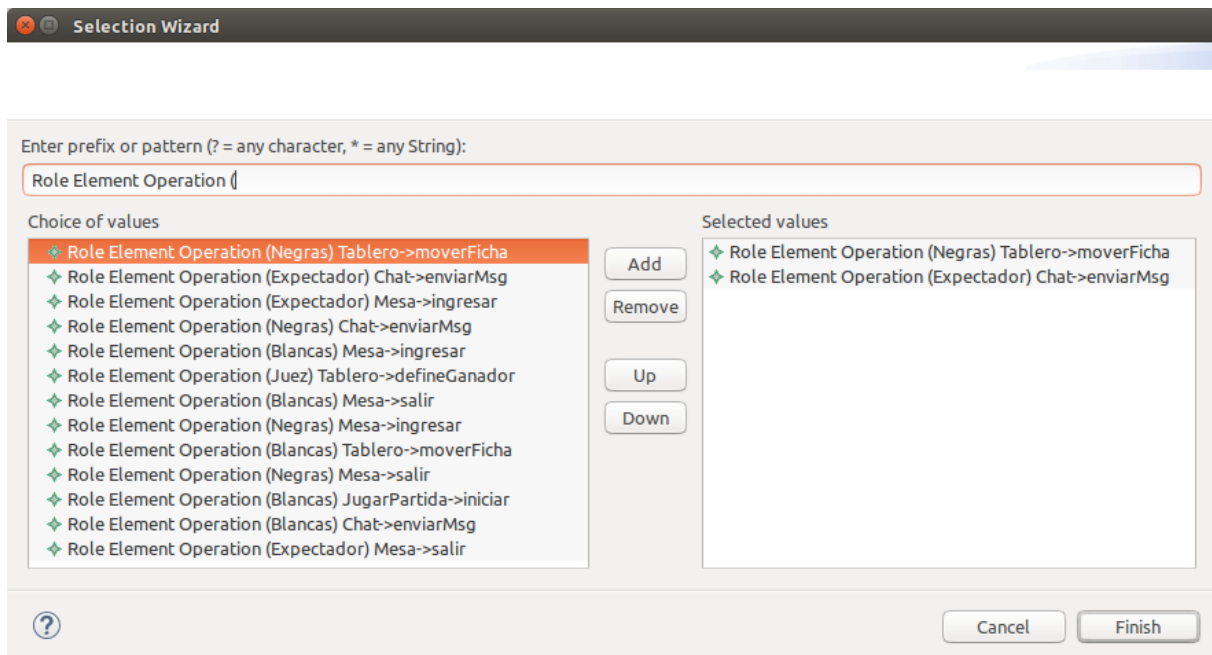 Selection Wizard
Enter prefix or pattern (? = any character, * = any String):
Role Element Operation (
Choice of values
Role Element Operation (Negras) Tablero->moverFicha
Role Element Operation (Expectador) Chat->enviarMsg
Role Element Operation (Expectador) Mesa->ingresar
Role Element Operation (Negras) Chat->enviarMsg
Role Element Operation (Blancas) Mesa->ingresar
Role Element Operation (Juez) Tablero->defineGanador
Role Element Operation (Blancas) Mesa->salir
Role Element Operation (Negras) Mesa->ingresar
Role Element Operation (Blancas) Tablero->moverFicha
Role Element Operation (Negras) Mesa->salir
Role Element Operation (Blancas) JugarPartida->iniciar
Role Element Operation (Blancas) Chat->enviarMsg
Role Element Operation (Expectador) Mesa->salir
Add
Remove
Up
Down
Selected values
Role Element Operation (Negras) Tablero->moverFicha
Role Element Operation (Expectador) Chat->enviarMsg
?
Cancel
Finish